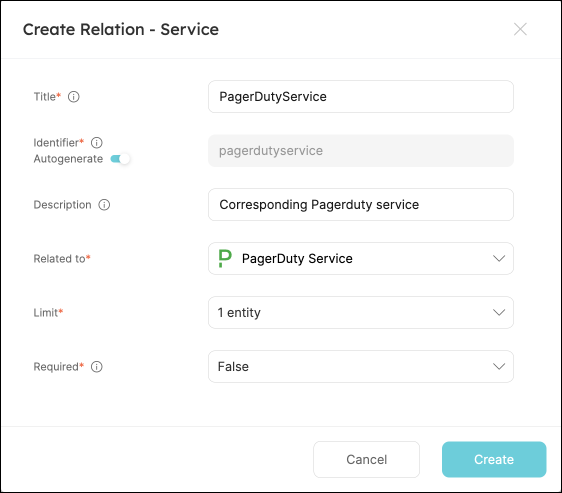 Create Relation - Service
Title*
PagerDutyService
Identifier*
Autogenerate
pagerdutyservice
Description
Corresponding Pagerduty service
Related to*
PagerDuty Service
Limit*
1 entity
Required*
False
Cancel
Create